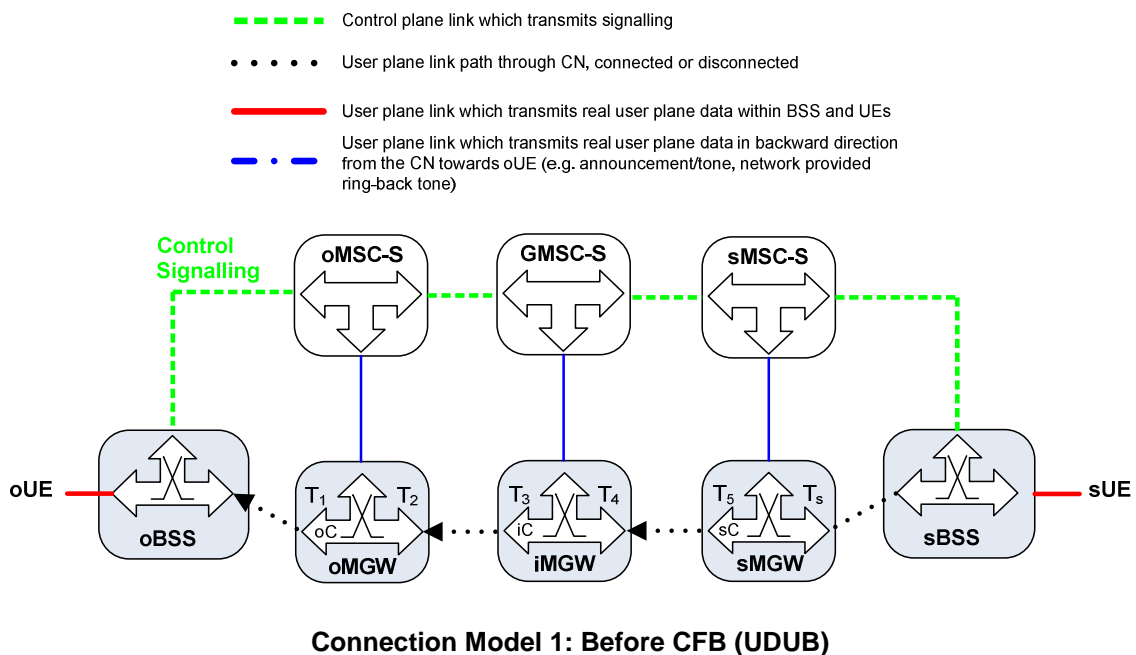 Control plane link which transmits signalling
User plane link path through CN, connected or disconnected
User plane link which transmits real user plane data within BSS and UEs
User plane link which transmits real user plane data in backward direction
from the CN towards oUE (e.g. announcement/tone, network provided
ring-back tone)
Control
Signalling
oMSC-S
GMSC-S
sMSC-S
oUE
oBSS
T1
T2
oC
oMGW
T3
T4
iC
iMGW
T5
Ts
sC
sMGW
sBSS
sUE
Connection Model 1: Before CFB (UDUB)